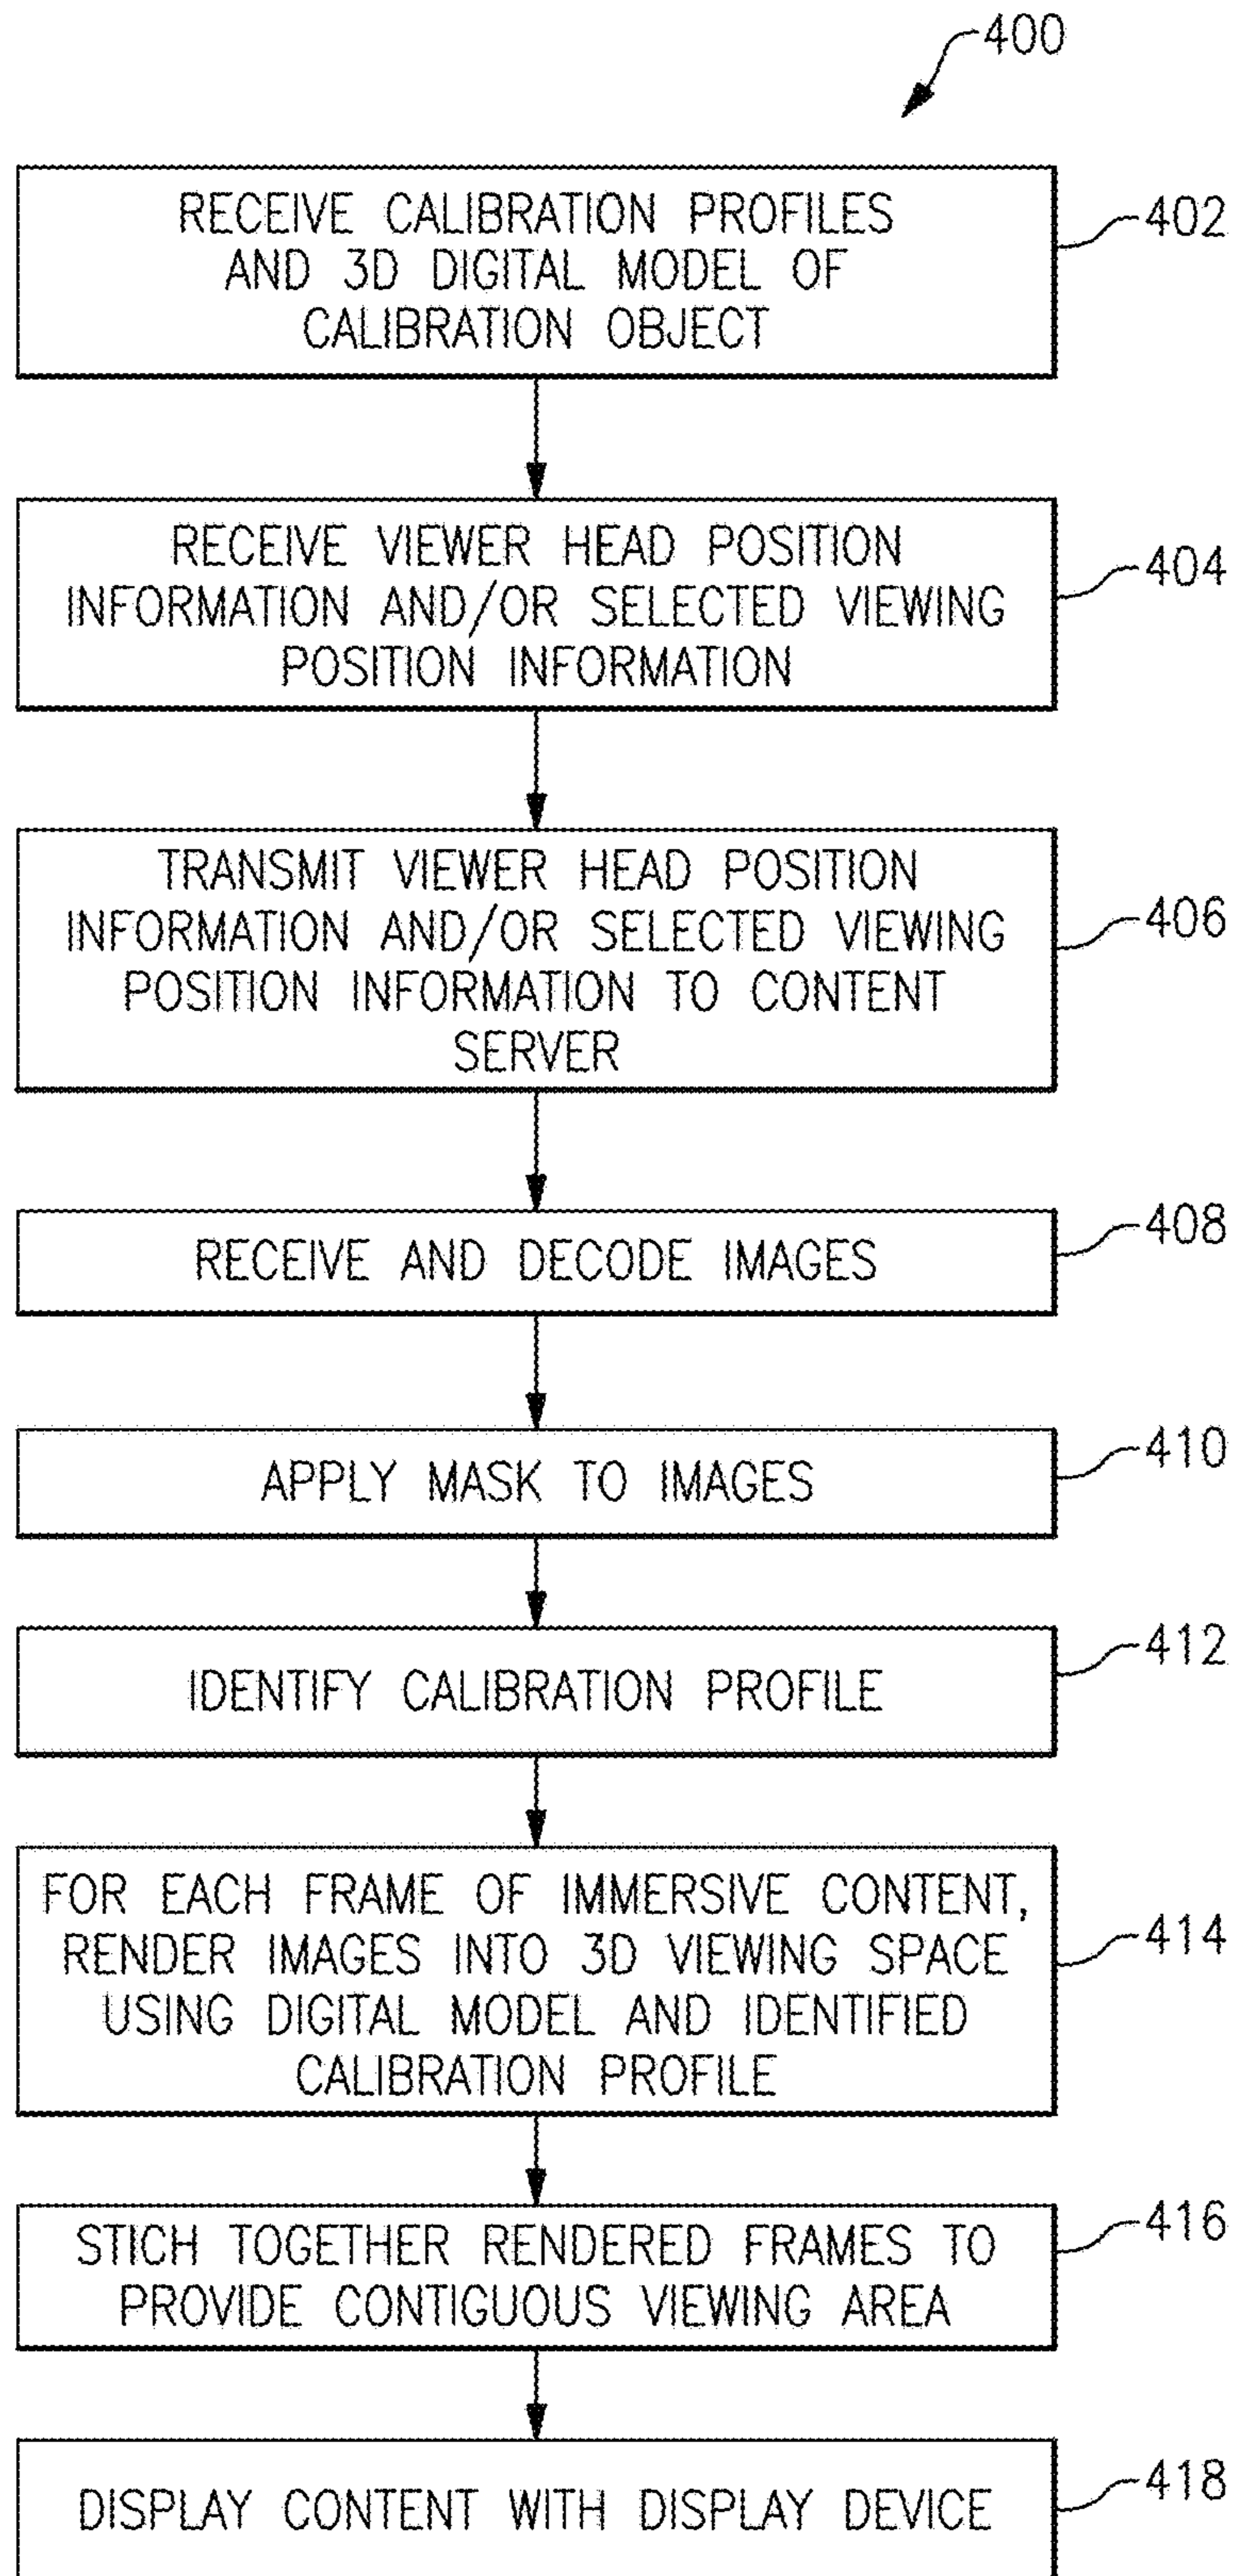 400
RECEIVE CALIBRATION PROFILES
AND 3D DIGITAL MODEL OF
CALIBRATION OBJECT
402
RECEIVE VIEWER HEAD POSITION
INFORMATION AND/OR SELECTED VIEWING
POSITION INFORMATION
404
TRANSMIT VIEWER HEAD POSITION
INFORMATION AND/OR SELECTED VIEWING
POSITION INFORMATION TO CONTENT
SERVER
406
RECEIVE AND DECODE IMAGES
408
APPLY MASK TO IMAGES
410
IDENTIFY CALIBRATION PROFILE
412
FOR EACH FRAME OF IMMERSIVE CONTENT,
RENDER IMAGES INTO 3D VIEWING SPACE
USING DIGITAL MODEL AND IDENTIFIED
CALIBRATION PROFILE
414
STICH TOGETHER RENDERED FRAMES TO
PROVIDE CONTIGUOUS VIEWING AREA
416
DISPLAY CONTENT WITH DISPLAY DEVICE
418